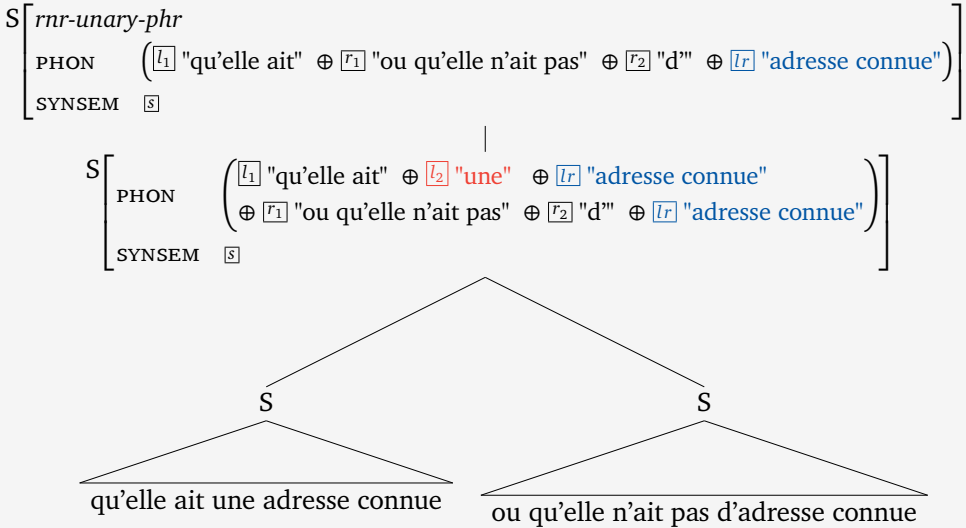 S[rnr-unary-phr
PHON ([l₁] "qu'elle ait" ⊕ [r₁] "ou qu'elle n'ait pas" ⊕ [r₂] "d'" ⊕ [lr] "adresse connue")
SYNSEM [s]]
S[PHON ([l₁] "qu'elle ait" ⊕ [l₂] "une" ⊕ [lr] "adresse connue"
⊕ [r₁] "ou qu'elle n'ait pas" ⊕ [r₂] "d'" ⊕ [lr] "adresse connue")
SYNSEM [s]]
S S
qu'elle ait une adresse connue ou qu'elle n'ait pas d'adresse connue